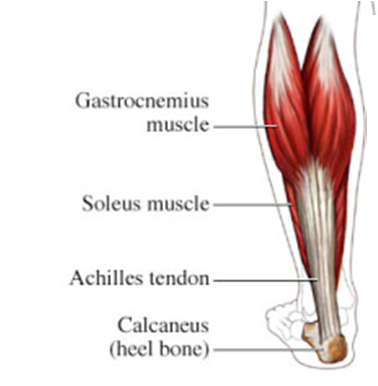 Gastrocnemius
muscle
Soleus muscle
Achilles tendon
Calcaneus
(heel bone)